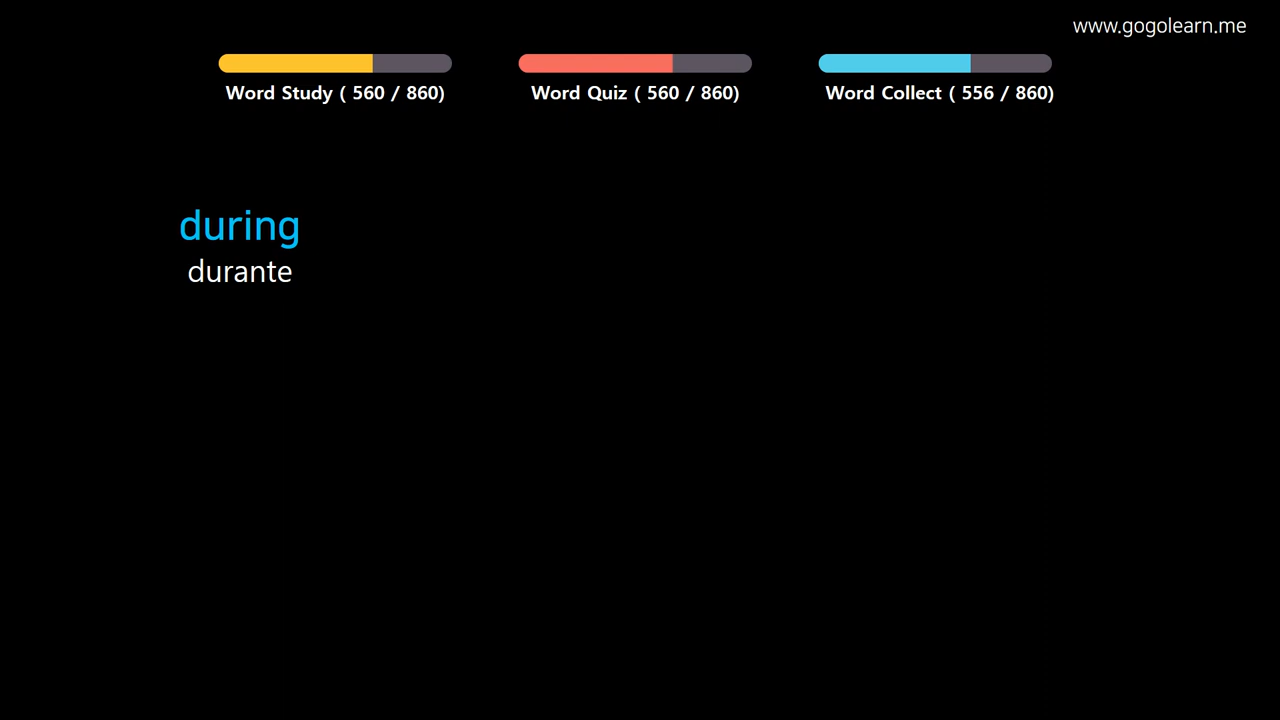 www.gogolearn.me
Word Study ( 560 / 860)
Word Quiz ( 560 / 860)
Word Collect ( 556 / 860)
during
durante